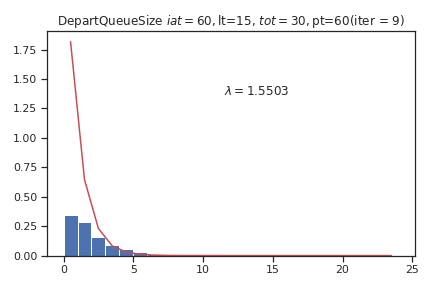 DepartQueueSize iat = 60,lt=15, tot = 30,pt=60(iter = 9)
λ = 1.5503
1.75
1.50
1.25
1.00
0.75
0.50
0.25
0.00
0 5 10 15 20 25